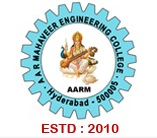 A A R MAHAVEER ENGINEERING COLLEGE
AARM
Hyderabad - 500005
ESTD : 2010